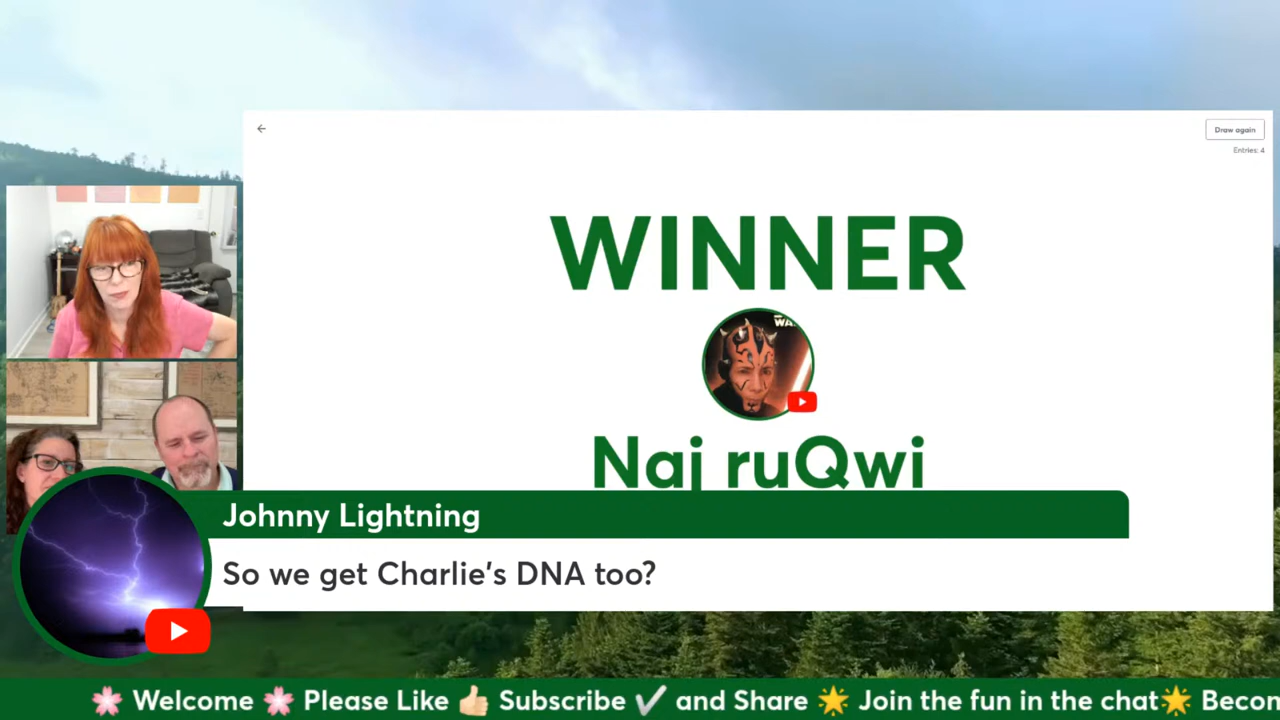 ←
Draw again
Entries: 4
WINNER
WA
Naj ruQwi
Johnny Lightning
So we get Charlie's DNA too?
🌸 Welcome 🌸 Please Like 👍🏼 Subscribe ✔️ and Share 🌟 Join the fun in the chat🌟 Becon